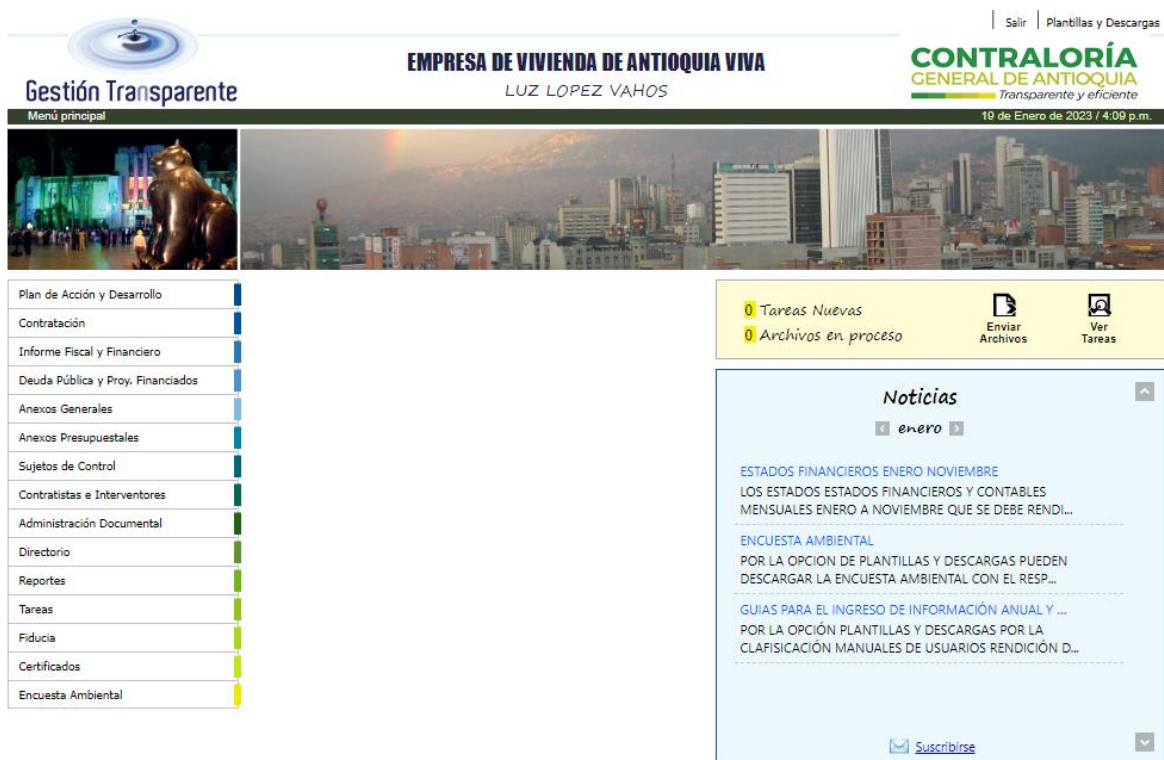 Salir
Plantillas y Descargas
Gestión Transparente
EMPRESA DE VIVIENDA DE ANTIOQUIA VIVA
LUZ LOPEZ VAHOS
CONTRALORÍA
GENERAL DE ANTIOQUIA
Transparente y eficiente
Menú principal
19 de Enero de 2023 / 4:09 p.m.
Plan de Acción y Desarrollo
Contratación
Informe Fiscal y Financiero
Deuda Pública y Proy. Financiados
Anexos Generales
Anexos Presupuestales
Sujetos de Control
Contratistas e Interventores
Administración Documental
Directorio
Reportes
Tareas
Fiducia
Certificados
Encuesta Ambiental
0 Tareas Nuevas
0 Archivos en proceso
Enviar
Archivos
Ver
Tareas
Noticias
enero
ESTADOS FINANCIEROS ENERO NOVIEMBRE
LOS ESTADOS ESTADOS FINANCIEROS Y CONTABLES
MENSUALES ENERO A NOVIEMBRE QUE SE DEBE RENDI...
ENCUESTA AMBIENTAL
POR LA OPCION DE PLANTILLAS Y DESCARGAS PUEDEN
DESCARGAR LA ENCUESTA AMBIENTAL CON EL RESP...
GUIAS PARA EL INGRESO DE INFORMACIÓN ANUAL Y ...
POR LA OPCIÓN PLANTILLAS Y DESCARGAS POR LA
CLAFISICACIÓN MANUALES DE USUARIOS RENDICIÓN D...
Suscribirse